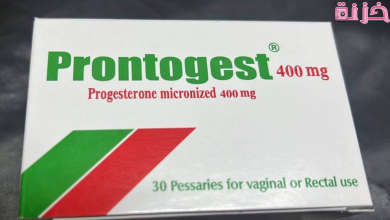 خزنة
Prontogest® 400 mg
Progesterone micronized 400 mg
30 Pessaries for vaginal or Rectal use